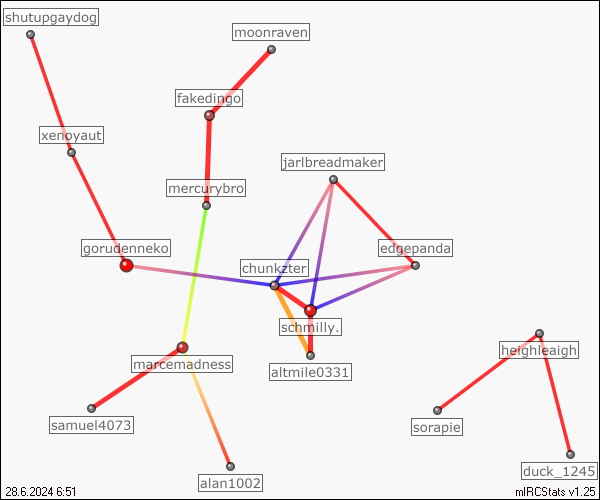 shutupgaydog
moonraven
fakedingo
xenoyaut
jarlbreadmaker
mercurybro
gorudenneko
edgepanda
chunkzter
schmilly.
heighleaigh
marcemadness
altmile0331
samuel4073
sorapie
duck_1245
alan1002
28.6.2024 6:51
mIRCStats v1.25